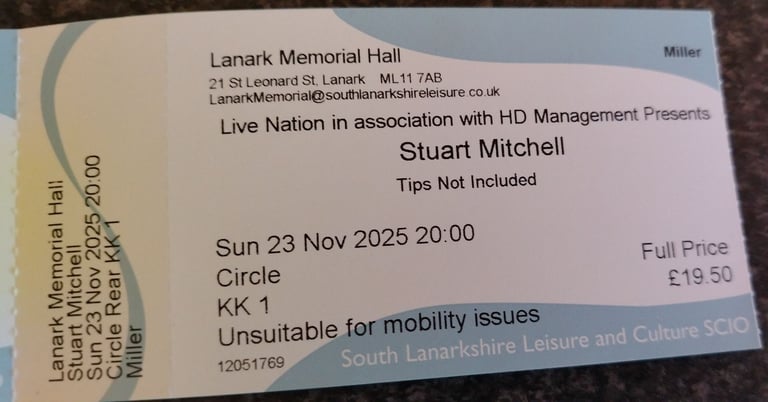 Lanark Memorial Hall
Stuart Mitchell
Sun 23 Nov 2025 20:00
Circle Rear KK 1
Miller
Lanark Memorial Hall
Miller
21 St Leonard St, Lanark ML11 7AB
LanarkMemorial@southlanarkshireleisure.co.uk
Live Nation in association with HD Management Presents
Stuart Mitchell
Tips Not Included
Sun 23 Nov 2025 20:00
Circle
Full Price
KK 1
£19.50
Unsuitable for mobility issues
12051769
South Lanarkshire Leisure and Culture SCIO